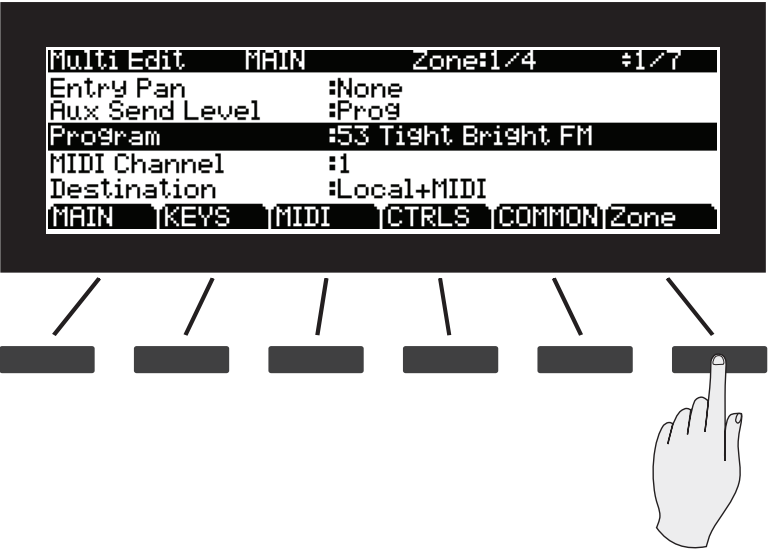 Multi Edit MAIN Zone:1/4 ÷1/7
Entry Pan :None
Aux Send Level :Prog
Program :53 Tight Bright FM
MIDI Channel :1
Destination :Local+MIDI
MAIN KEYS MIDI CTRLS COMMON Zone